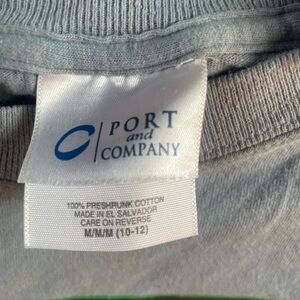 PORT
and
COMPANY
100% PRESHRUNK COTTON
MADE IN EL SALVADOR
CARE ON REVERSE
M/M/M (10-12)